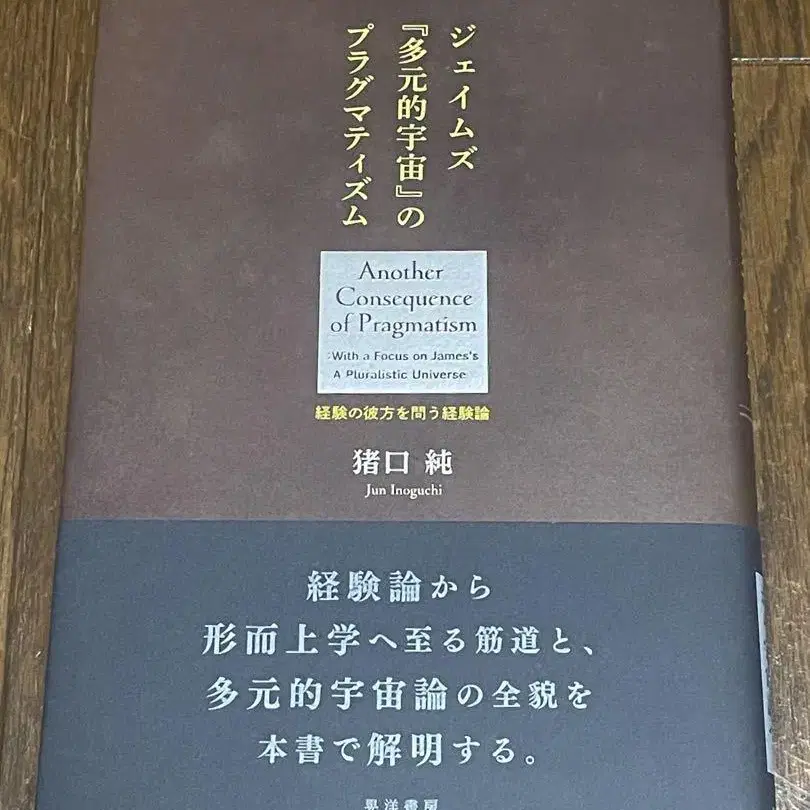 ジェイムズ
『多元的宇宙』の
プラグマティズム
Another
Consequence
of Pragmatism
:With a Focus on James's
A Pluralistic Universe
経験の彼方を問う経験論
猪口 純
Jun Inoguchi
経験論から
形而上学へ至る筋道と、
多元的宇宙論の全貌を
本書で解明する。
晃洋書房